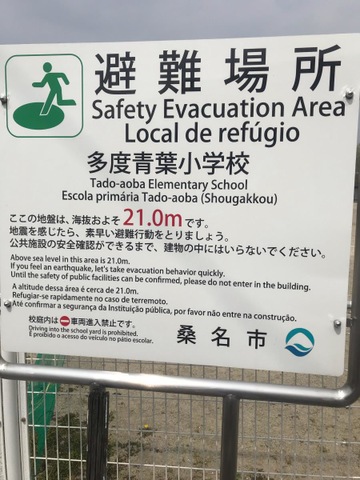 避難場所
Safety Evacuation Area
Local de refúgio
多度青葉小学校
Tado-aoba Elementary School
Escola primária Tado-aoba (Shougakkou)
ここの地盤は、海抜およそ21.0mです。
地震を感じたら、素早い避難行動をとりましょう。
公共施設の安全確認ができるまで、建物の中にはいらないでください。
Above sea level in this area is 21.0m.
If you feel an earthquake, let's take evacuation behavior quickly.
Until the safety of public facilities can be confirmed, please do not enter in the building.
A altitude dessa área é cerca de 21.0m.
Refugiar-se rapidamente no caso de terremoto.
Até confirmar a segurança da Instituição pública, por favor não entre na construção.
校庭内は⛔車両進入禁止です。
Driving into the school yard is prohibited.
É proibido o acesso do veículo no pátio escolar.
桑名市